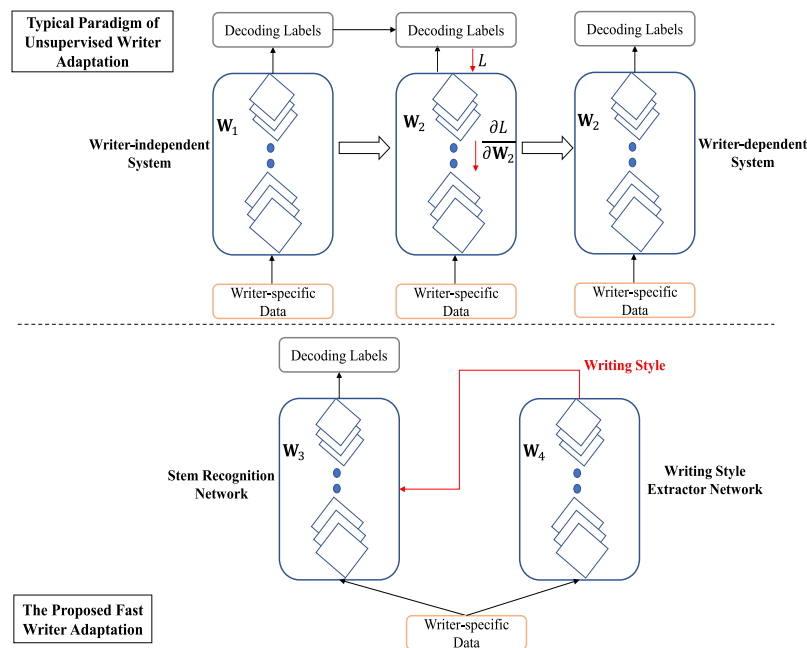 Typical Paradigm of
Unsupervised Writer
Adaptation
Decoding Labels
Decoding Labels
Decoding Labels
L
W₁
W₂
∂L
∂W₂
W₂
Writer-independent
System
Writer-dependent
System
Writer-specific
Data
Writer-specific
Data
Writer-specific
Data
Decoding Labels
Writing Style
W₃
W₄
Stem Recognition
Network
Writing Style
Extractor Network
The Proposed Fast
Writer Adaptation
Writer-specific
Data